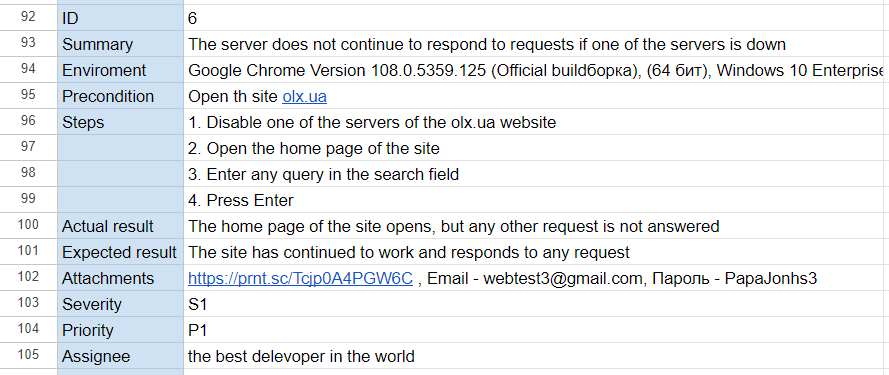 92 ID 6
93 Summary The server does not continue to respond to requests if one of the servers is down
94 Enviroment Google Chrome Version 108.0.5359.125 (Official buildборка), (64 бит), Windows 10 Enterprise
95 Precondition Open th site olx.ua
96 Steps 1. Disable one of the servers of the olx.ua website
97 2. Open the home page of the site
98 3. Enter any query in the search field
99 4. Press Enter
100 Actual result The home page of the site opens, but any other request is not answered
101 Expected result The site has continued to work and responds to any request
102 Attachments https://prnt.sc/Tcjp0A4PGW6C , Email - webtest3@gmail.com, Пароль - PapaJonhs3
103 Severity S1
104 Priority P1
105 Assignee the best delevoper in the world